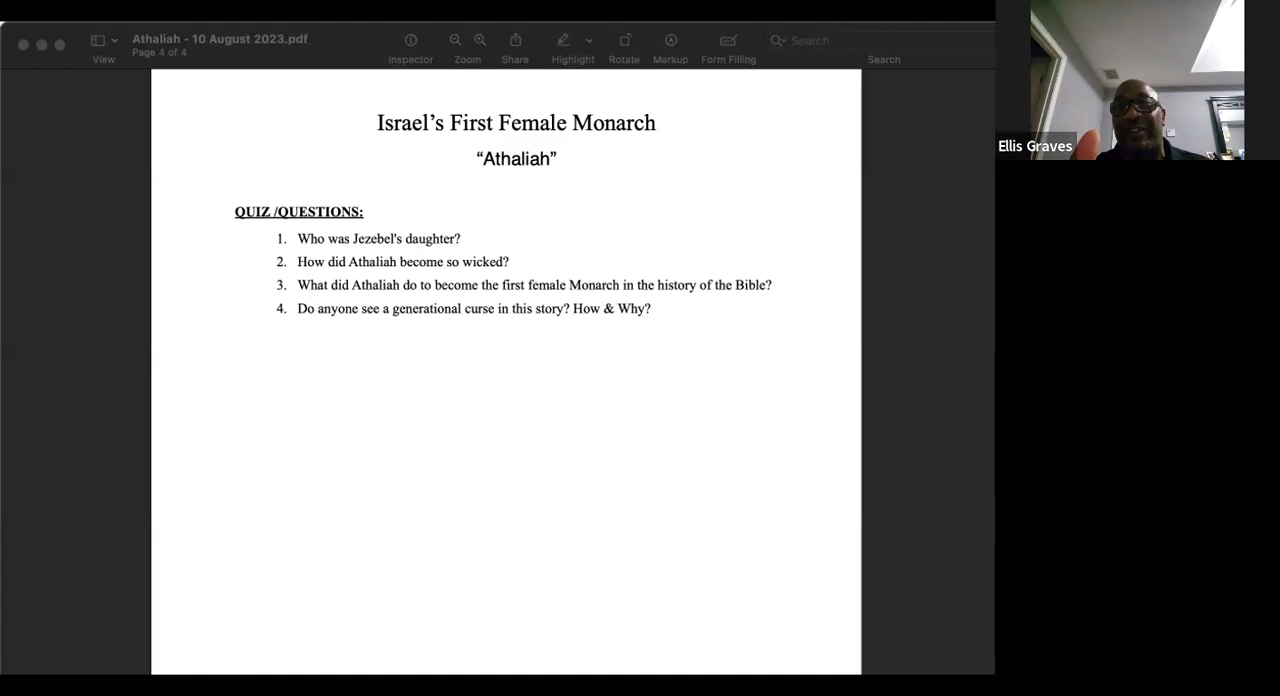 Athaliah - 10 August 2023.pdf
Page 4 of 4
View
Inspector
Zoom
Share
Highlight
Rotate
Markup
Form Filling
Search
Search
Israel’s First Female Monarch
“Athaliah”
QUIZ /QUESTIONS:
1. Who was Jezebel's daughter?
2. How did Athaliah become so wicked?
3. What did Athaliah do to become the first female Monarch in the history of the Bible?
4. Do anyone see a generational curse in this story? How & Why?
Ellis Graves